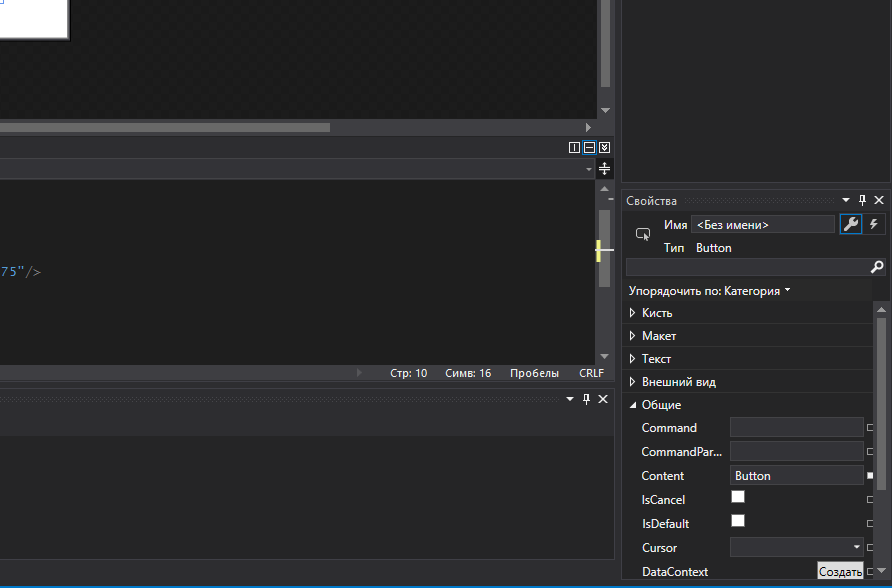 75"/>
Стр: 10 Симв: 16 Пробелы CRLF
Свойства
Имя <Без имени>
Тип Button
Упорядочить по: Категория
Кисть
Макет
Текст
Внешний вид
Общие
Command
CommandPar...
Content Button
IsCancel
IsDefault
Cursor
DataContext Создать